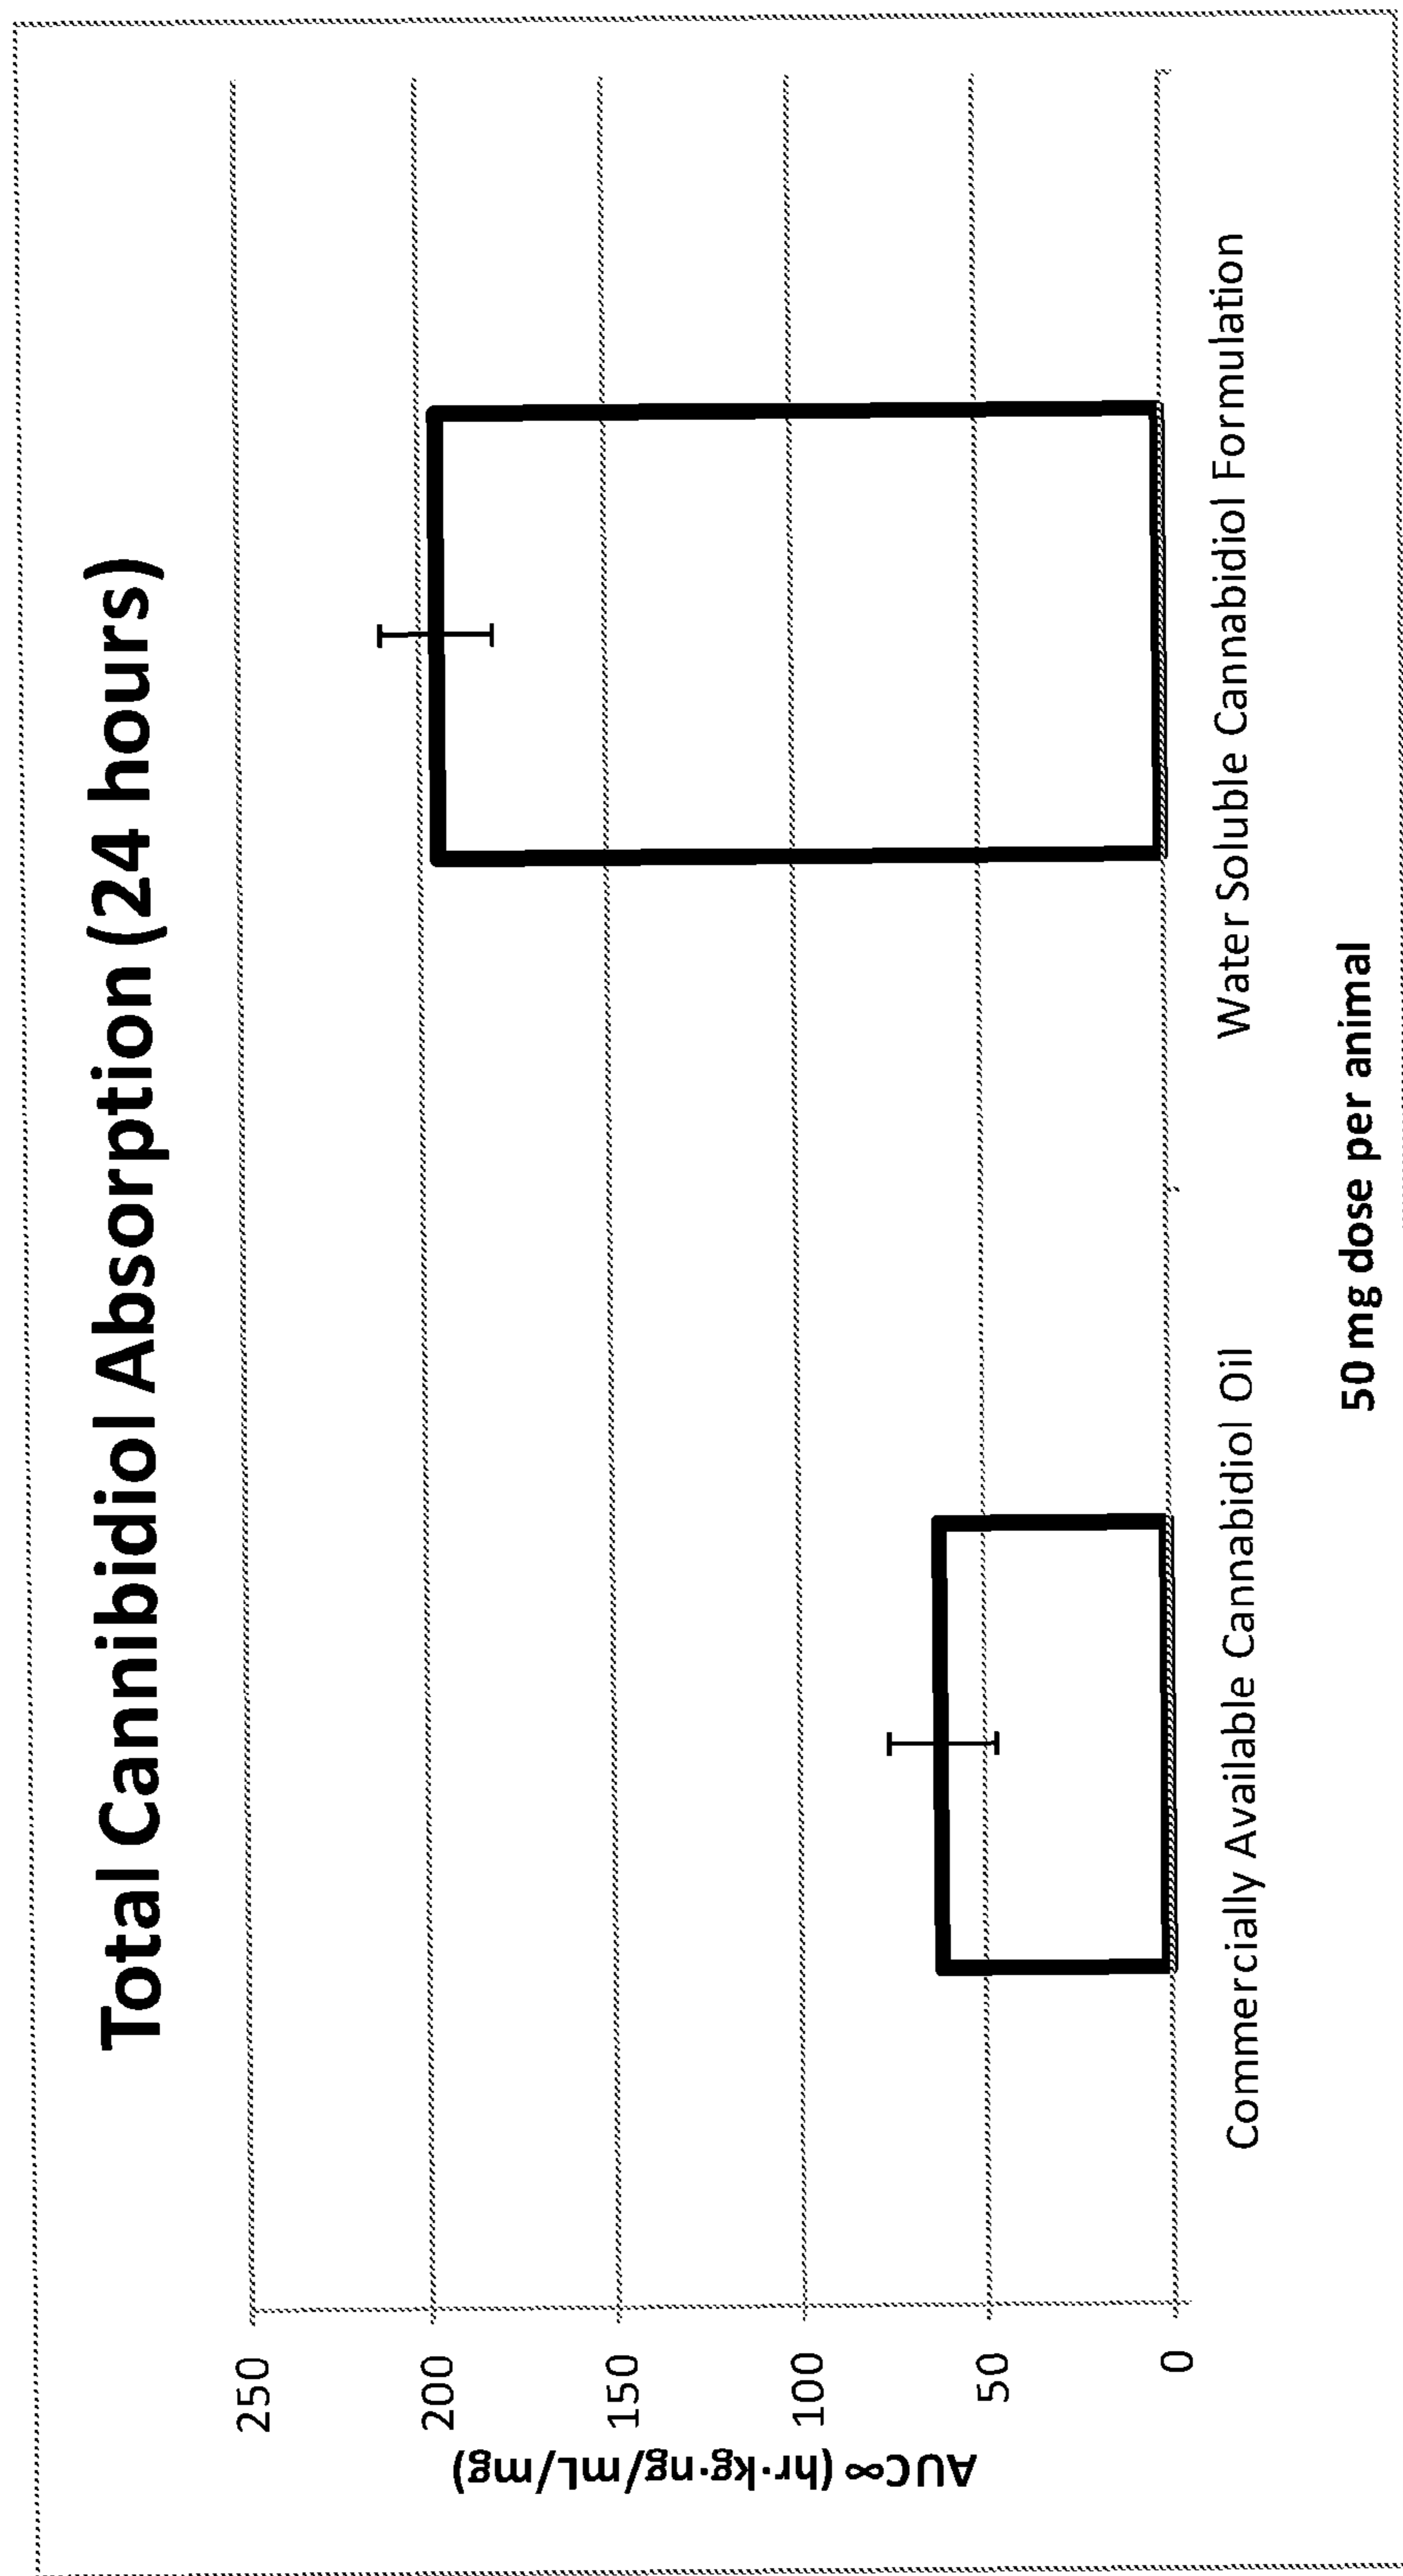 Total Cannibidiol Absorption (24 hours)
AUC∞ (hr·kg·ng/mL/mg)
250
200
150
100
50
0
Commercially Available Cannabidiol Oil
Water Soluble Cannabidiol Formulation
50 mg dose per animal